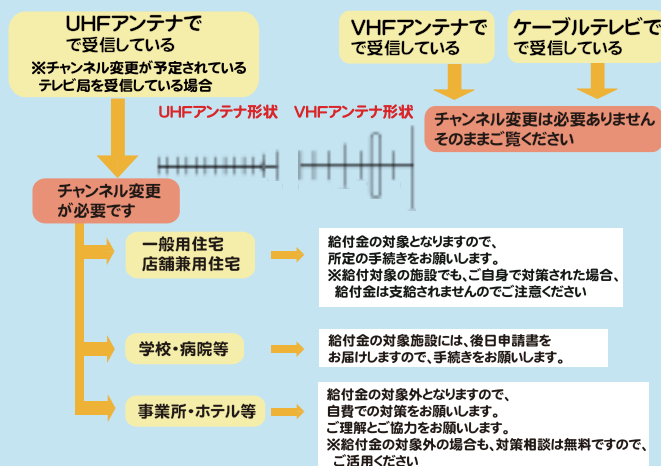 UHFアンテナで
で受信している
※チャンネル変更が予定されている
テレビ局を受信している場合
VHFアンテナで
で受信している
ケーブルテレビで
で受信している
チャンネル変更は必要ありません
そのままご覧ください
UHFアンテナ形状
VHFアンテナ形状
チャンネル変更
が必要です
一般用住宅
店舗兼用住宅
給付金の対象となりますので、
所定の手続きをお願いします。
※給付対象の施設でも、ご自身で対策された場合、
給付金は支給されませんのでご注意ください
学校・病院等
給付金の対象施設には、後日申請書を
お届けしますので、手続きをお願いします。
事業所・ホテル等
給付金の対象外となりますので、
自費での対策をお願いします。
ご理解とご協力をお願いします。
※給付金の対象外の場合も、対策相談は無料ですので、
ご活用ください